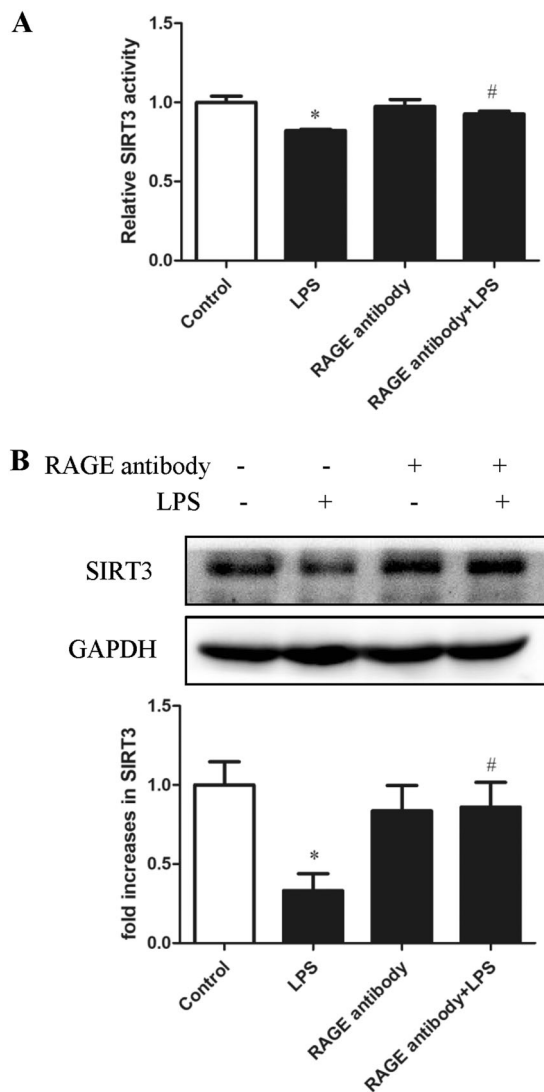 A
Relative SIRT3 activity
1.5
1.0
0.5
0.0
*
#
Control
LPS
RAGE antibody
RAGE antibody+LPS
B
RAGE antibody - - + +
LPS - + - +
SIRT3
GAPDH
fold increases in SIRT3
1.5
1.0
0.5
0.0
*
#
Control
LPS
RAGE antibody
RAGE antibody+LPS